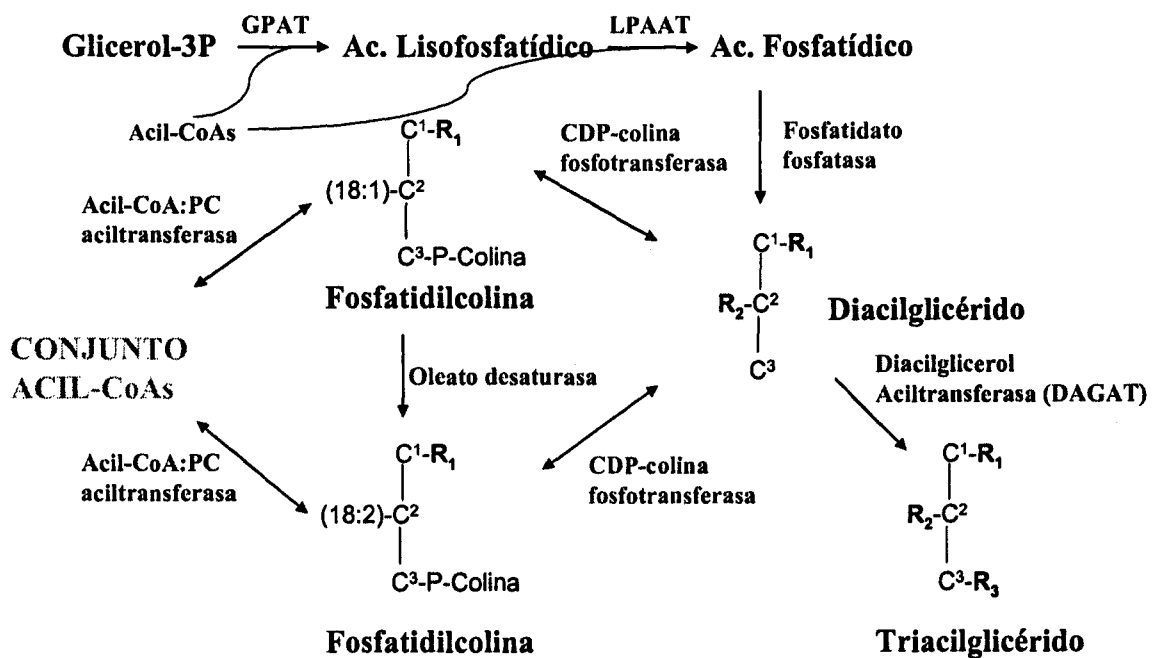 GPAT
LPAAT
Glicerol-3P
Ac. Lisofosfatídico
Ac. Fosfatídico
Acil-CoAs
C¹-R₁
(18:1)-C²
C³-P-Colina
Fosfatidilcolina
CDP-colina
fosfotransferasa
Fosfatidato
fosfatasa
Acil-CoA:PC
aciltransferasa
C¹-R₁
R₂-C²
C³
Diacilglicérido
CONJUNTO
ACIL-CoAs
Oleato desaturasa
Diacilglicerol
Aciltransferasa (DAGAT)
Acil-CoA:PC
aciltransferasa
C¹-R₁
(18:2)-C²
C³-P-Colina
Fosfatidilcolina
CDP-colina
fosfotransferasa
C¹-R₁
R₂-C²
C³-R₃
Triacilglicérido